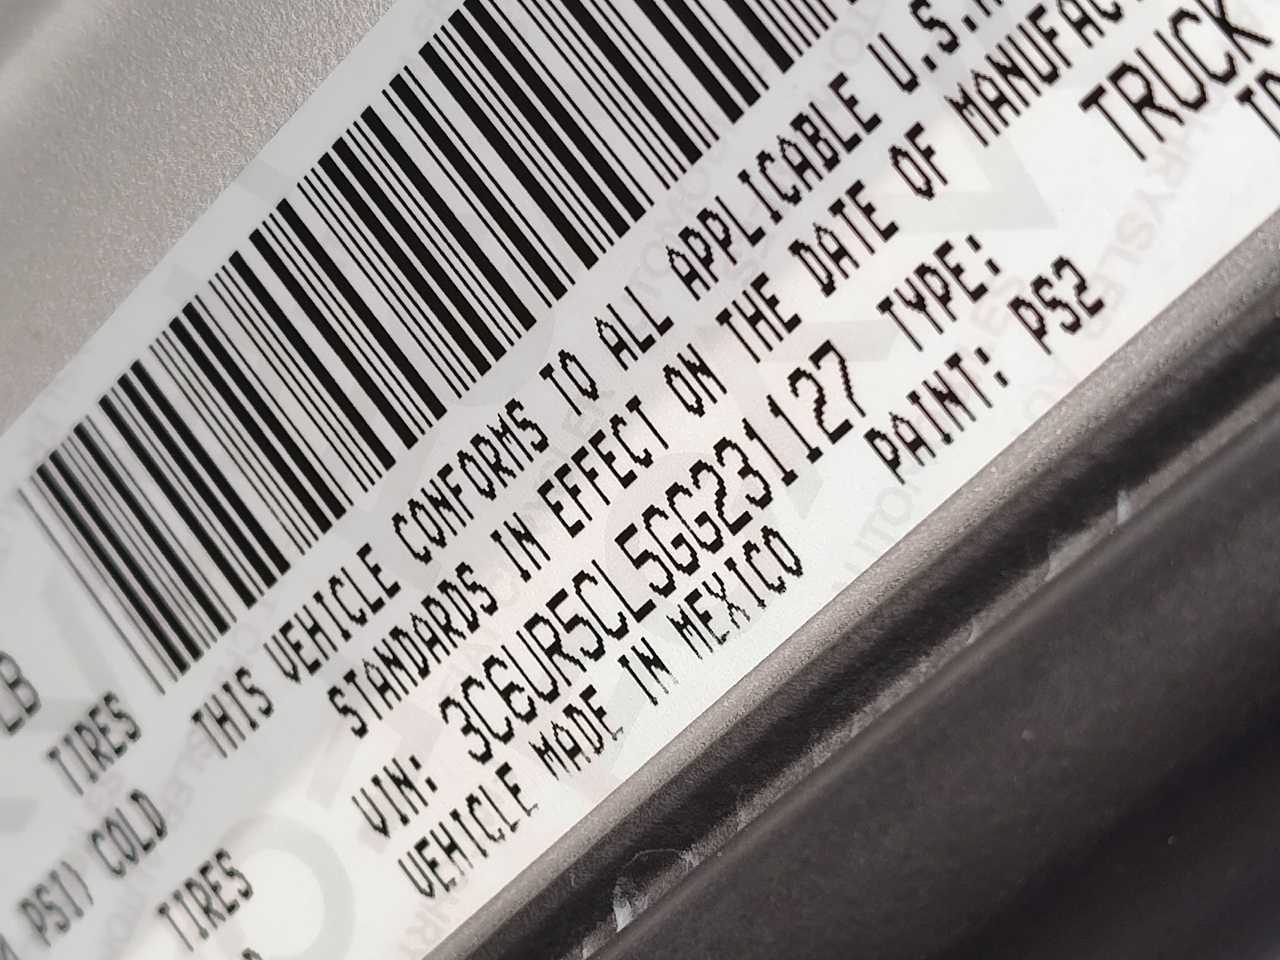 THIS VEHICLE CONFORMS TO ALL APPLICABLE U.S.A
STANDARDS IN EFFECT ON THE DATE OF MANUFACT
VIN: 3C6UR5CL5GG231127 TYPE: TRUCK
VEHICLE MADE IN MEXICO PAINT: PS2
LB
TIRES
PSI) COLD
TIRES